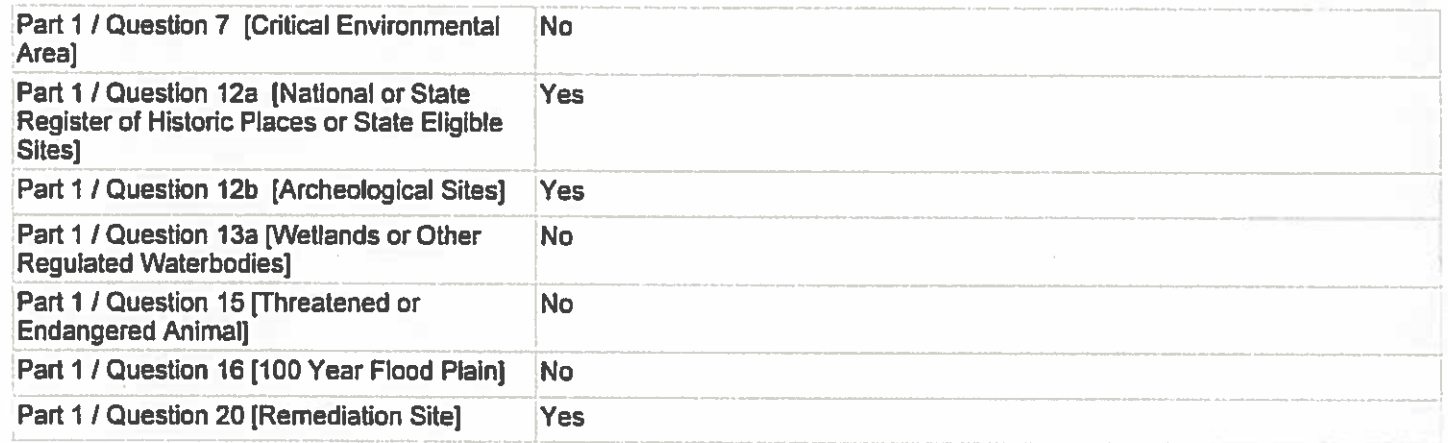 Part 1 / Question 7 [Critical Environmental No
Area]
Part 1 / Question 12a [National or State Yes
Register of Historic Places or State Eligible
Sites]
Part 1 / Question 12b [Archeological Sites] Yes
Part 1 / Question 13a [Wetlands or Other No
Regulated Waterbodies]
Part 1 / Question 15 [Threatened or No
Endangered Animal]
Part 1 / Question 16 [100 Year Flood Plain] No
Part 1 / Question 20 [Remediation Site] Yes